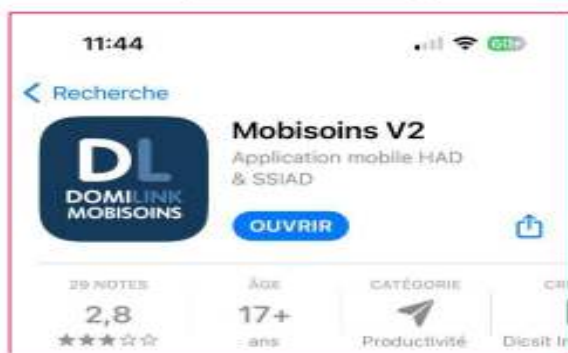 11:44
Recherche
DL
DOMILINK
MOBISOINS
Mobisoins V2
Application mobile HAD
& SSIAD
OUVRIR
29 NOTES
2,8
ÂGE
17+
ans
CATÉGORIE
Productivité
Dicsit